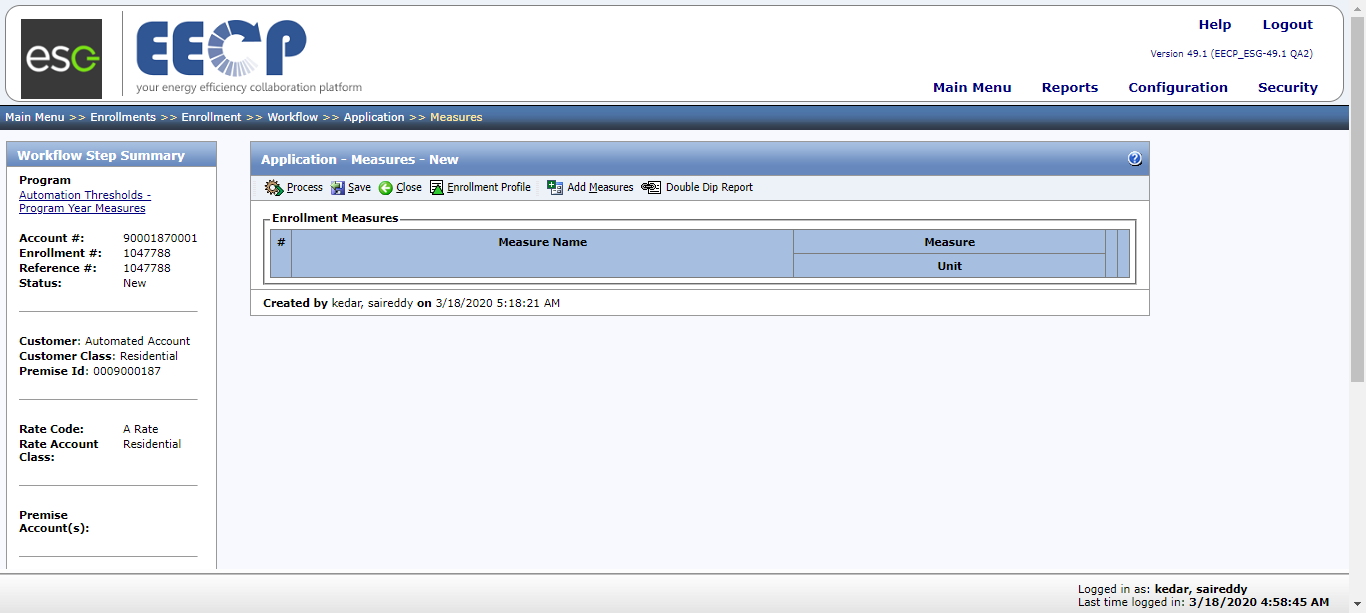 esc
EECP
your energy efficiency collaboration platform
Help Logout
Version 49.1 (EECP_ESG-49.1 QA2)
Main Menu Reports Configuration Security
Main Menu >> Enrollments >> Enrollment >> Workflow >> Application >> Measures
Workflow Step Summary
Program
Automation Thresholds -
Program Year Measures
Account #: 90001870001
Enrollment #: 1047788
Reference #: 1047788
Status: New
Customer: Automated Account
Customer Class: Residential
Premise Id: 0009000187
Rate Code: A Rate
Rate Account Residential
Class:
Premise
Account(s):
Application - Measures - New
Process Save Close Enrollment Profile Add Measures Double Dip Report
Enrollment Measures
# Measure Name Measure
Unit
Created by kedar, saireddy on 3/18/2020 5:18:21 AM
Logged in as: kedar, saireddy
Last time logged in: 3/18/2020 4:58:45 AM